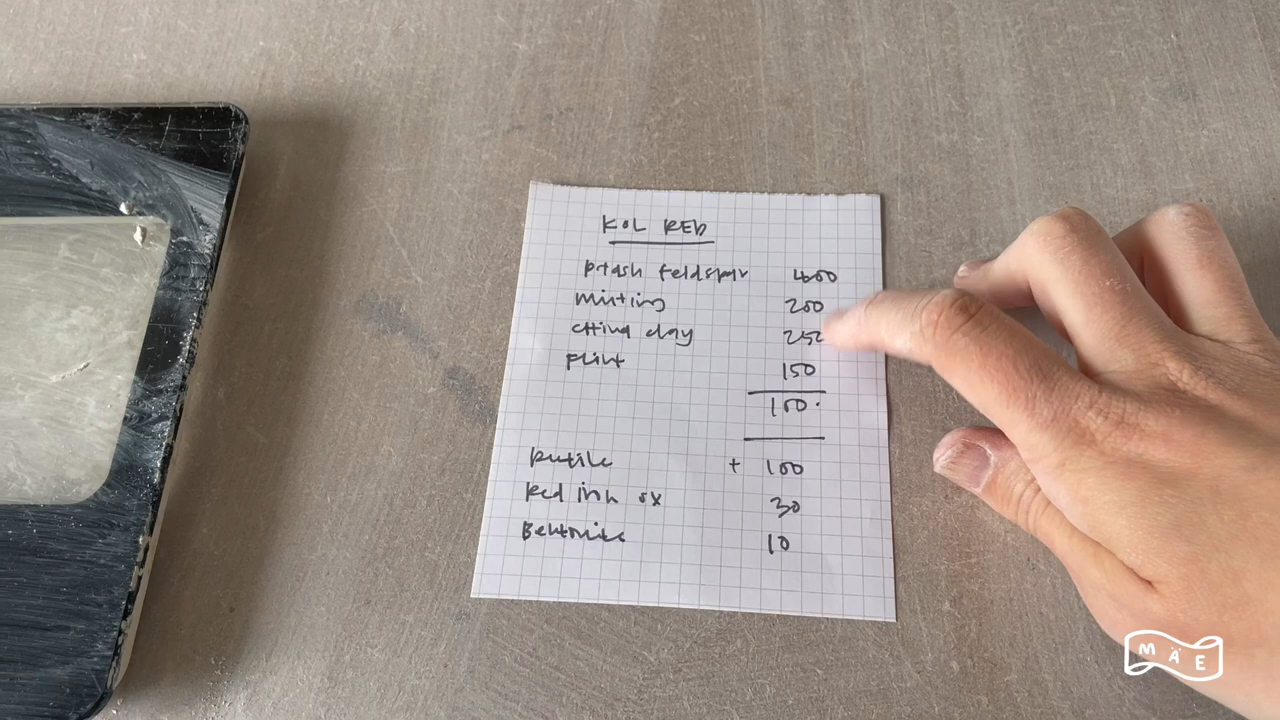 KOL RED
Potash Feldspar 400
Whiting 200
China clay 250
Flint 150
100.
Rutile + 100
Red iron ox 30
Bentonite 10
MÄE